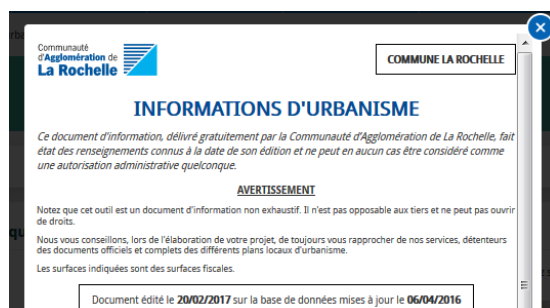 Communauté
d'Agglomération de
La Rochelle
COMMUNE LA ROCHELLE
INFORMATIONS D'URBANISME
Ce document d'information, délivré gratuitement par la Communauté d'Agglomération de La Rochelle, fait
état des renseignements connus à la date de son édition et ne peut en aucun cas être considéré comme
une autorisation administrative quelconque.
AVERTISSEMENT
Notez que cet outil est un document d'information non exhaustif. Il n'est pas opposable aux tiers et ne peut pas ouvrir
de droits.
Nous vous conseillons, lors de l'élaboration de votre projet, de toujours vous rapprocher de nos services, détenteurs
des documents officiels et complets des différents plans locaux d'urbanisme.
Les surfaces indiquées sont des surfaces fiscales.
Document édité le 20/02/2017 sur la base de données mises à jour le 06/04/2016